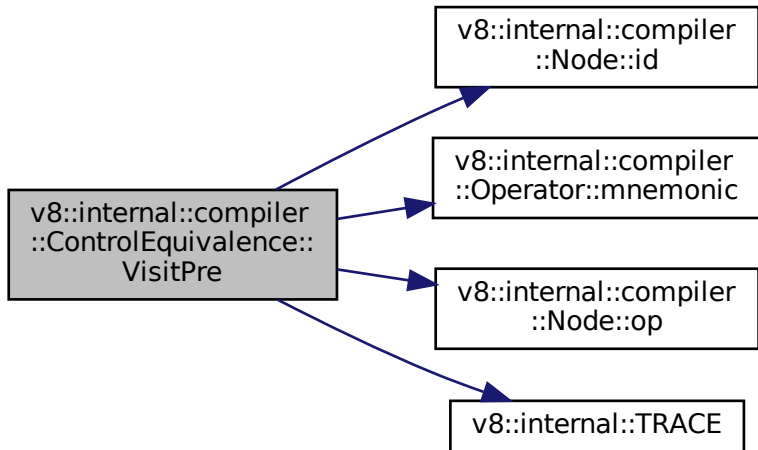 v8::internal::compiler
::Node::id
v8::internal::compiler
::Operator::mnemonic
v8::internal::compiler
::ControlEquivalence::
VisitPre
v8::internal::compiler
::Node::op
v8::internal::TRACE